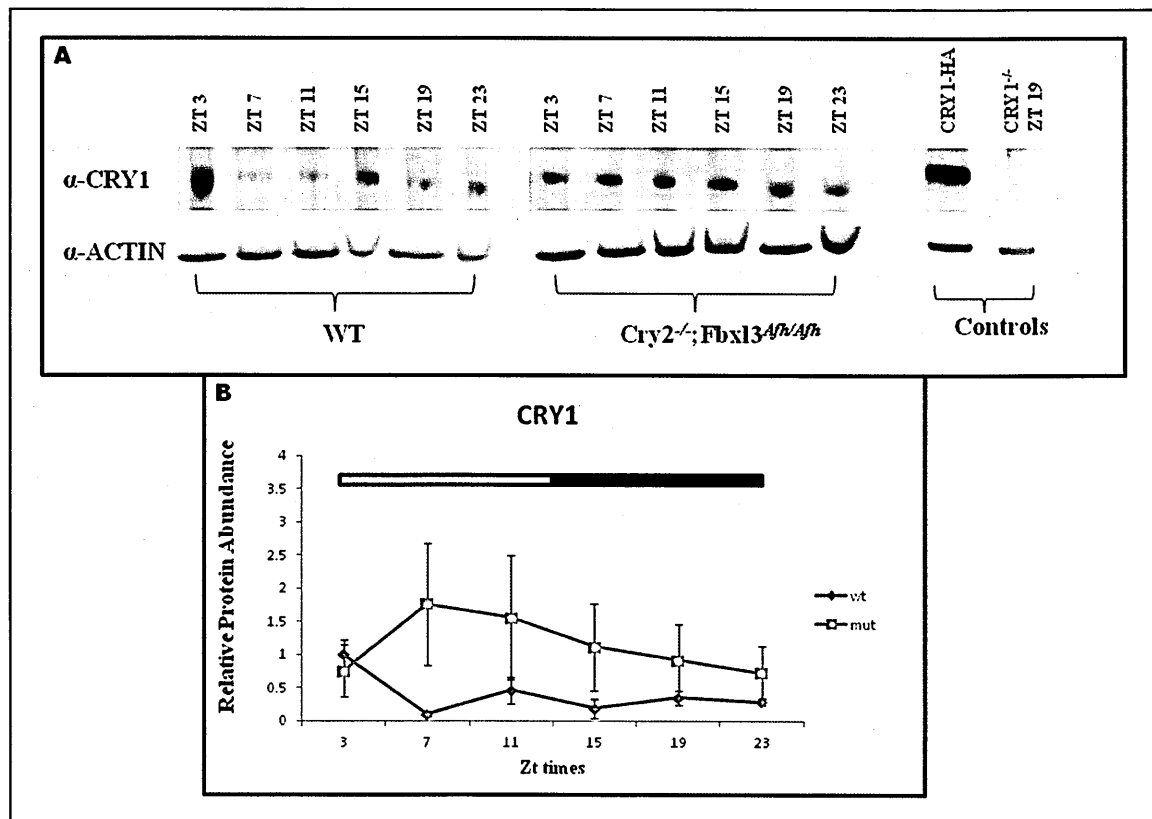 A
ZT 3
ZT 7
ZT 11
ZT 15
ZT 19
ZT 23
ZT 3
ZT 7
ZT 11
ZT 15
ZT 19
ZT 23
CRY1-HA
CRY1-/-
ZT 19
α-CRY1
α-ACTIN
WT
Cry2-/-;Fbxl3Afh/Afh
Controls
B
CRY1
Relative Protein Abundance
4
3.5
3
2.5
2
1.5
1
0.5
0
3 7 11 15 19 23
Zt times
wt
mut